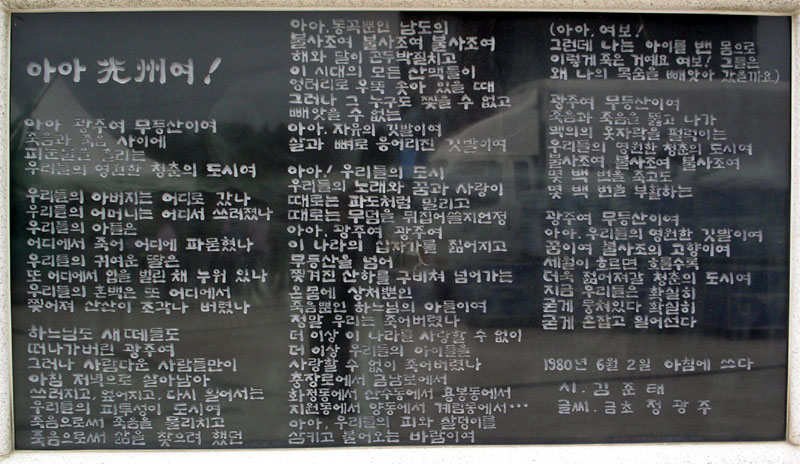 아아 光州여!
아아, 광주여 무등산이여
죽음과 죽음 사이에
피눈물을 흘리는
우리들의 영원한 청춘의 도시여
우리들의 아버지는 어디로 갔나
우리들의 어머니는 어디서 쓰러졌나
우리들의 아들은
어디에서 죽어 어디에 파묻혔나
우리들의 귀여운 딸은
또 어디에서 입을 벌린 채 누워 있나
우리들의 혼백은 또 어디에서
찢어져 산산이 조각나 버렸나
하느님도 새떼들도
떠나가버린 광주여
그러나 사람다운 사람들만이
아침 저녁으로 살아남아
쓰러지고, 엎어지고, 다시 일어서는
우리들의 피투성이 도시여
죽음으로써 죽음을 물리치고
죽음으로써 삶을 찾으려 했던
아아, 통곡뿐인 남도의
불사조여 불사조여 불사조여
해와 달이 곤두박질치고
이 시대의 모든 산맥들이
엉터리로 우뚝 솟아 있을 때
그러나 그 누구도 찢을 수 없고
빼앗을 수 없는
아아, 자유의 깃발이여
살과 뼈로 응어리진 깃발이여
아아! 우리들의 도시
우리들의 노래와 꿈과 사랑이
때로는 파도처럼 밀리고
때로는 무덤을 뒤집어쓸지언정
아아, 광주여 광주여
이 나라의 십자가를 짊어지고
무등산을 넘어
찢겨진 산하를 구비쳐 넘어가는
온몸에 상처뿐인
죽음뿐인 하느님의 아들이여
정말 우리는 죽어버렸나
더 이상 이 나라를 사랑할 수 없이
더 이상 우리들의 아이들을
사랑할 수 없이 죽어버렸나
충장로에서 금남로에서
화정동에서 산수동에서 용봉동에서
지원동에서 양동에서 계림동에서…
아아, 우리들의 피와 살덩이를
삼키고 불어오는 바람이여
(아아, 여보!
그런데 나는 아이를 밴 몸으로
이렇게 죽은 거예요 여보! 그들은
왜 나의 목숨을 빼앗아 갔을까요)
광주여 무등산이여
죽음과 죽음을 뚫고 나가
백의의 옷자락을 펄럭이는
우리들의 영원한 청춘의 도시여
불사조여 불사조여 불사조여
몇 백 번을 죽고도
몇 백 번을 부활하는
광주여 무등산이여
아아, 우리들의 영원한 깃발이여
꿈이여 불사조의 고향이여
세월이 흐르면 흐를수록
더욱 젊어져갈 청춘의 도시여
지금 우리들은 확실히
굳게 뭉쳐있다 확실히
굳게 손잡고 일어선다
1980년 6월 2일 아침에 쓰다
시. 김준태
글씨. 금초 정광주